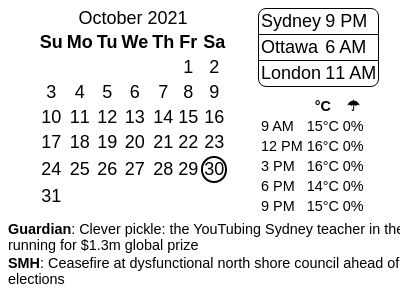 October 2021
Su Mo Tu We Th Fr Sa
1 2
3 4 5 6 7 8 9
10 11 12 13 14 15 16
17 18 19 20 21 22 23
24 25 26 27 28 29 30
31
Sydney 9 PM
Ottawa 6 AM
London 11 AM
°C ☂
9 AM 15°C 0%
12 PM 16°C 0%
3 PM 16°C 0%
6 PM 14°C 0%
9 PM 15°C 0%
Guardian: Clever pickle: the YouTubing Sydney teacher in the
running for $1.3m global prize
SMH: Ceasefire at dysfunctional north shore council ahead of
elections